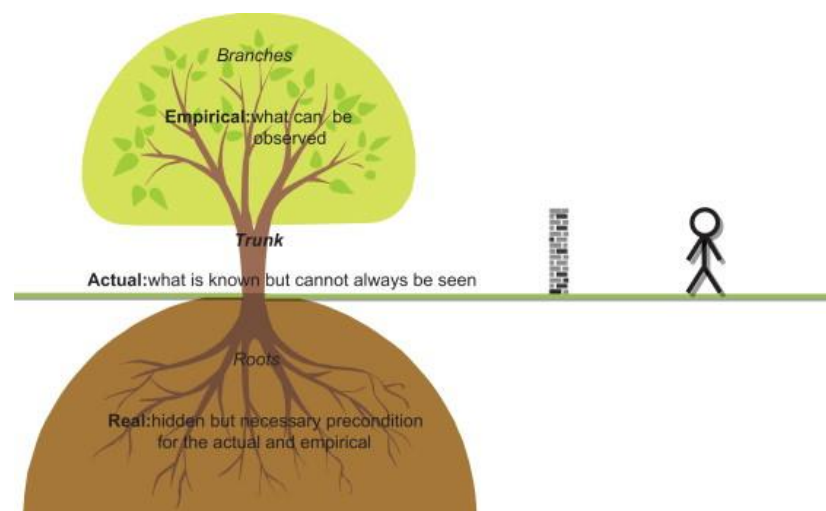 Branches
Empirical:what can be
observed
Trunk
Actual:what is known but cannot always be seen
Roots
Real:hidden but necessary precondition
for the actual and empirical